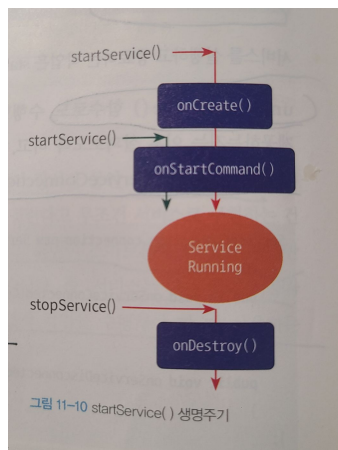 startService()
onCreate()
startService()
onStartCommand()
Service
Running
stopService()
onDestroy()
그림 11-10 startService( ) 생명주기